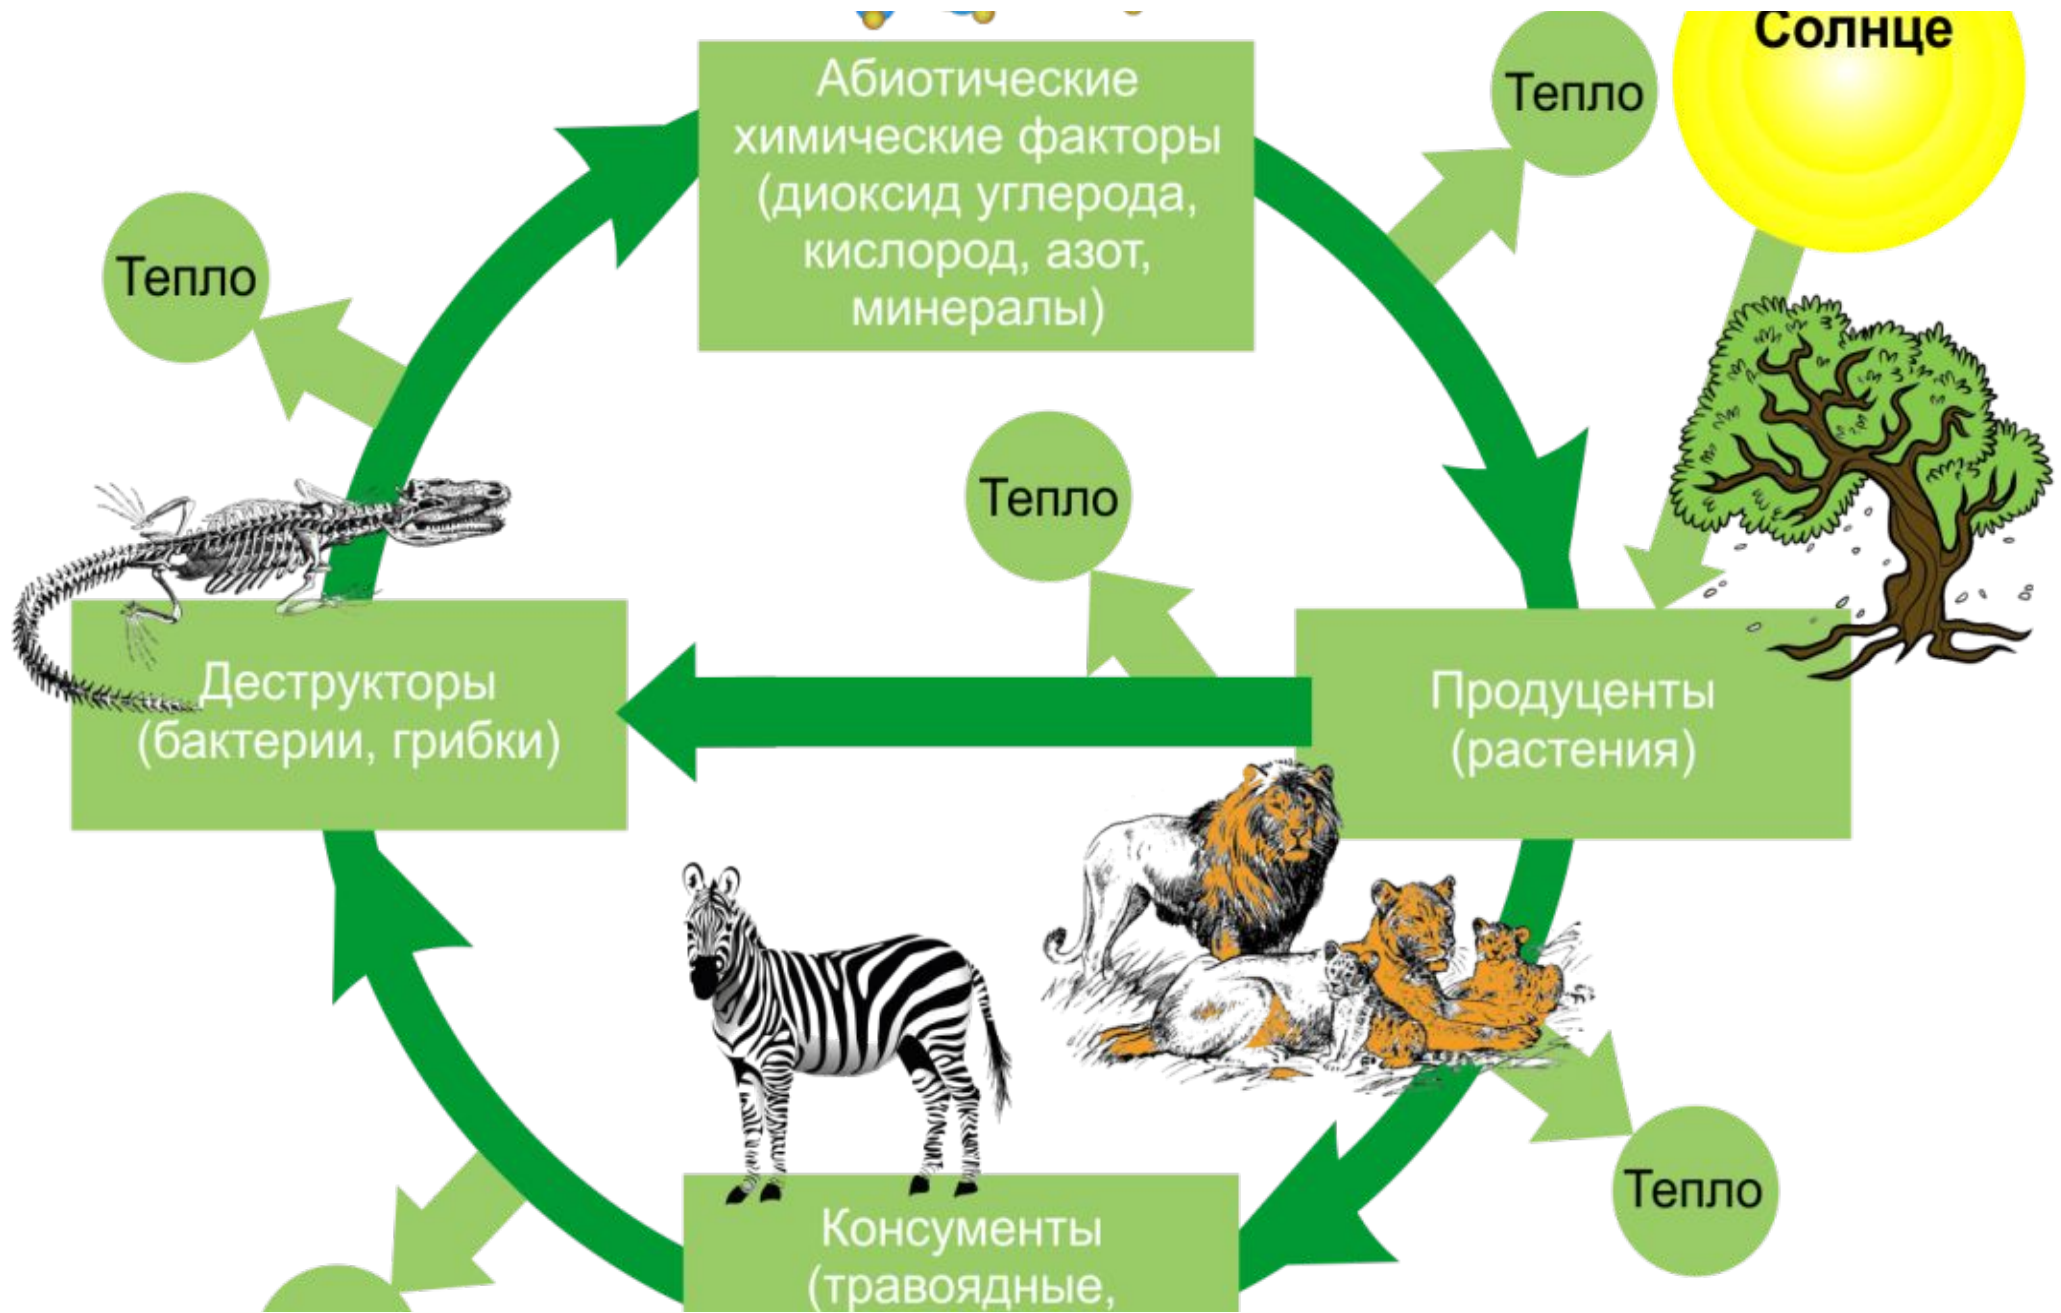 Солнце
Абиотические
химические факторы
(диоксид углерода,
кислород, азот,
минералы)
Тепло
Тепло
Тепло
Деструкторы
(бактерии, грибки)
Продуценты
(растения)
Тепло
Консументы
(травоядные,